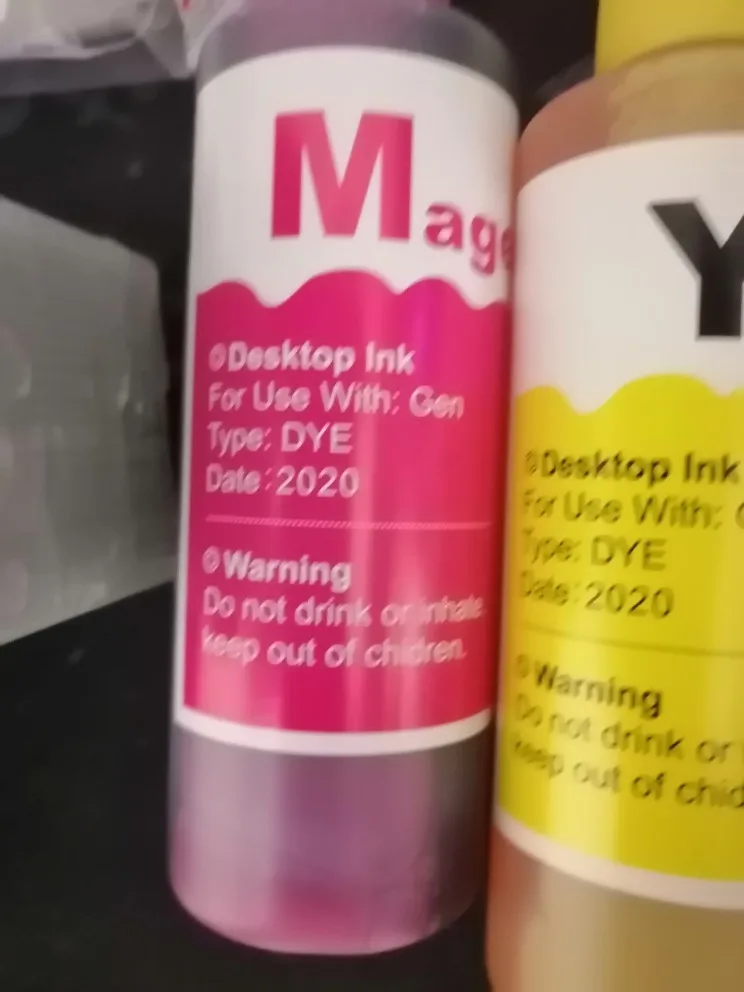 Mage
Desktop Ink
For Use With: Gen
Type: DYE
Date:2020
Warning
Do not drink or inhale.
keep out of chidren.
Y
Desktop Ink
For Use With:
Type: DYE
Date:2020
Warning
Do not drink or
keep out of chid